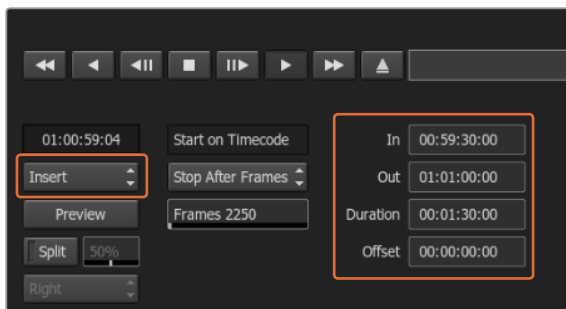 01:00:59:04 Start on Timecode In 00:59:30:00
Insert Stop After Frames Out 01:01:00:00
Preview Frames 2250 Duration 00:01:30:00
Split 50% Offset 00:00:00:00
Right